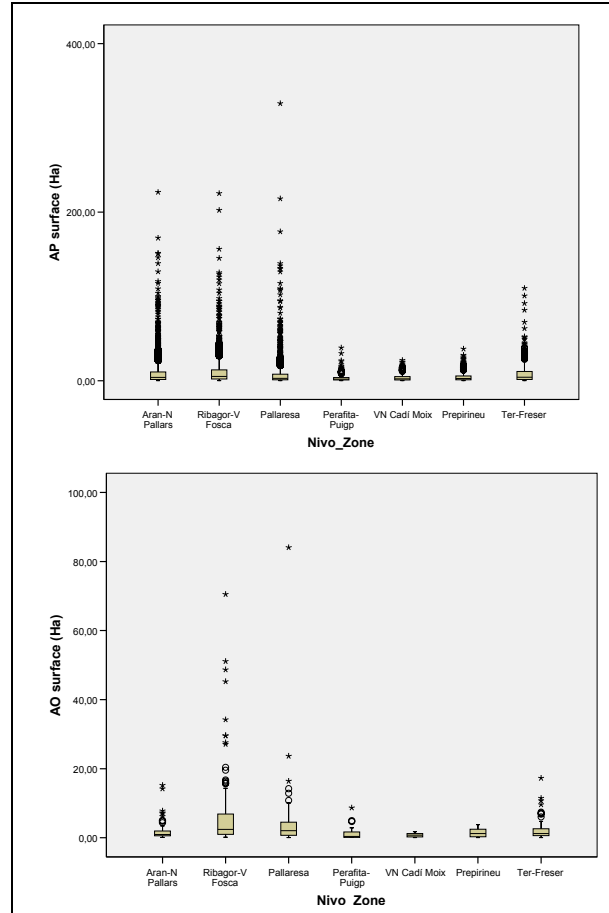 400,00
200,00
0,00
AP surface (Ha)
Aran-N
Pallars
Ribagor-V
Fosca
Pallaresa
Perafita-
Puigp
VN Cadí Moix
Prepirineu
Ter-Freser
Nivo_Zone
100,00
80,00
60,00
40,00
20,00
0,00
AO surface (Ha)
Aran-N
Pallars
Ribagor-V
Fosca
Pallaresa
Perafita-
Puigp
VN Cadí Moix
Prepirineu
Ter-Freser
Nivo_Zone